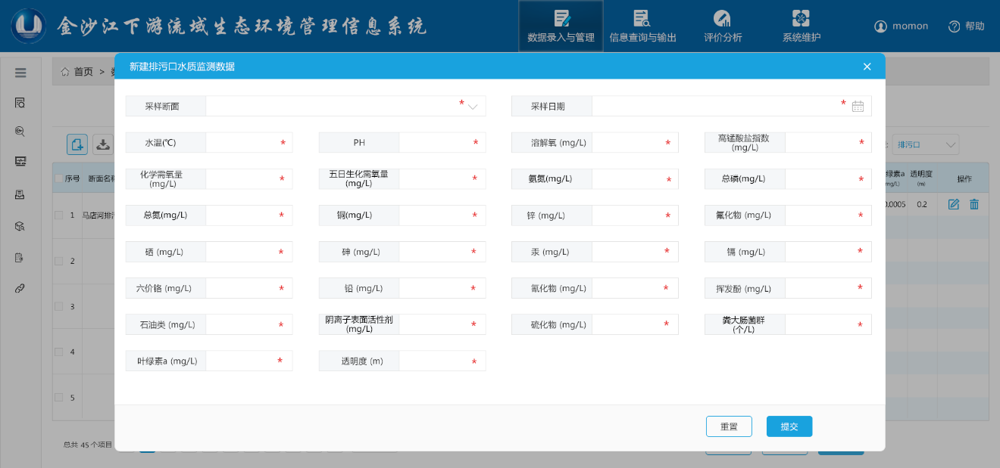 金沙江下游流域生态环境管理信息系统
数据录入与管理
信息查询与输出
评价分析
系统维护
momon
帮助
首页 >
新建排污口水质监测数据
采样断面 *
采样日期 *
水温(℃) *
PH *
溶解氧 (mg/L) *
高锰酸盐指数
(mg/L) *
化学需氧量
(mg/L) *
五日生化需氧量
(mg/L) *
氨氮(mg/L) *
总磷(mg/L) *
总氮(mg/L) *
铜(mg/L) *
锌 (mg/L) *
氟化物 (mg/L) *
硒 (mg/L) *
砷 (mg/L) *
汞 (mg/L) *
镉 (mg/L) *
六价铬 (mg/L) *
铅 (mg/L) *
氰化物 (mg/L) *
挥发酚 (mg/L) *
石油类 (mg/L) *
阴离子表面活性剂
(mg/L) *
硫化物 (mg/L) *
粪大肠菌群
(个/L) *
叶绿素a (mg/L) *
透明度 (m) *
重置
提交
排污口
序号
断面名
绿素a
mg/L)
透明度
(m)
操作
1
马店河排
0.0005
0.2
2
3
4
5
总共 45 个项目